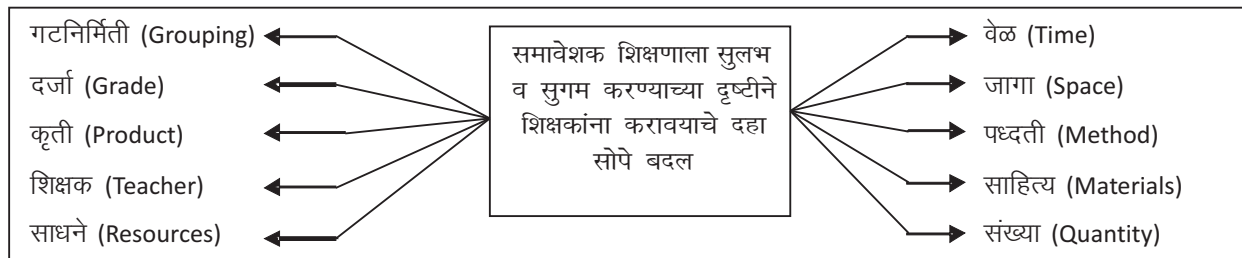 गटनिर्मिती (Grouping)
दर्जा (Grade)
कृती (Product)
शिक्षक (Teacher)
साधने (Resources)
समावेशक शिक्षणाला सुलभ
व सुगम करण्याच्या दृष्टीने
शिक्षकांना करावयाचे दहा
सोपे बदल
वेळ (Time)
जागा (Space)
पध्दती (Method)
साहित्य (Materials)
संख्या (Quantity)